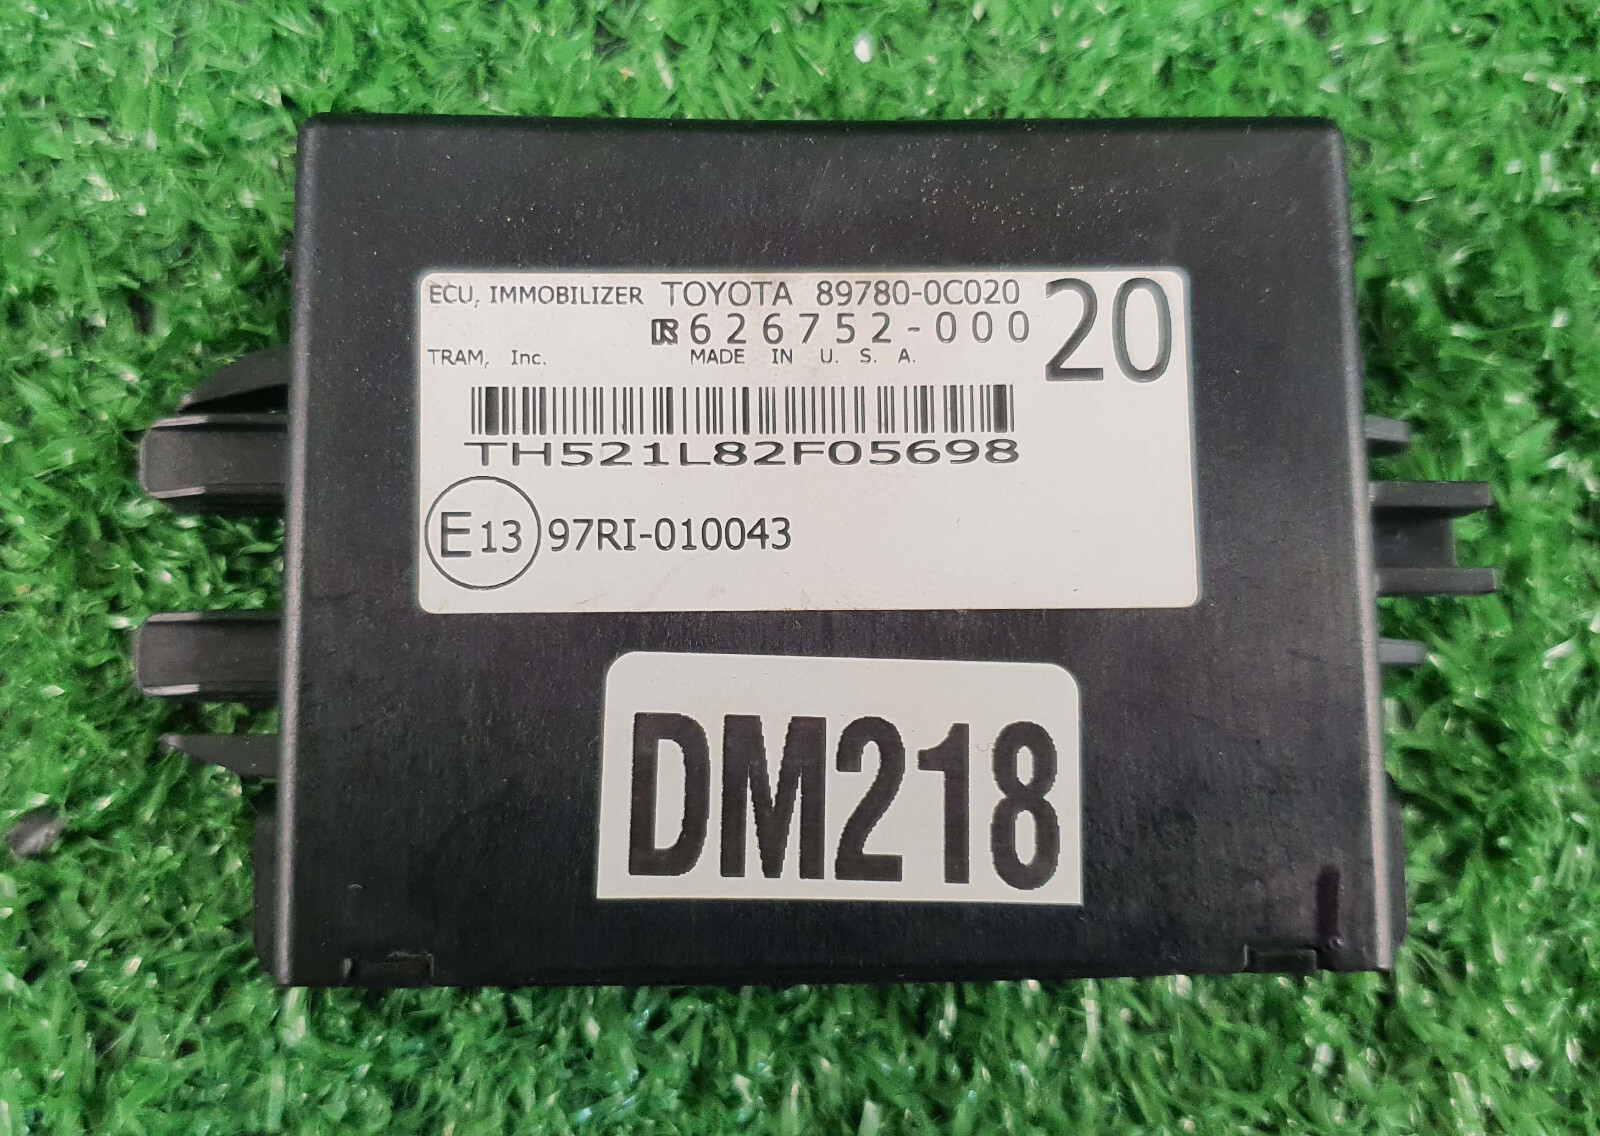 ECU, IMMOBILIZER TOYOTA 89780-0C020 20
R 626752-000
TRAM, Inc. MADE IN U. S. A.
TH521L82F05698
E13 97RI-010043
DM218